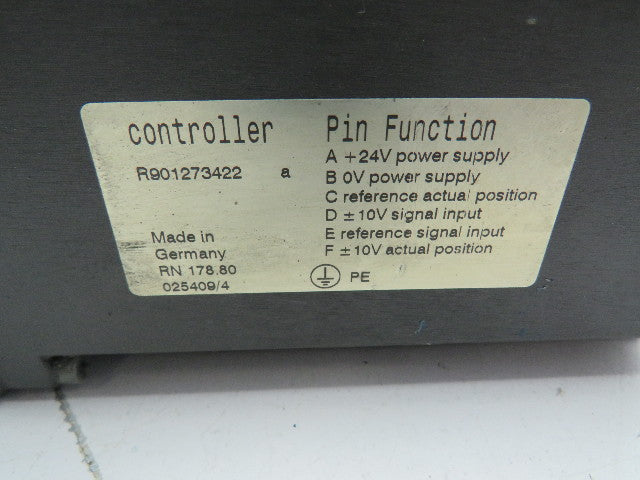 controller
R901273422 a
Made in
Germany
RN 178.80
025409/4
Pin Function
A +24V power supply
B 0V power supply
C reference actual position
D ±10V signal input
E reference signal input
F ±10V actual position
PE